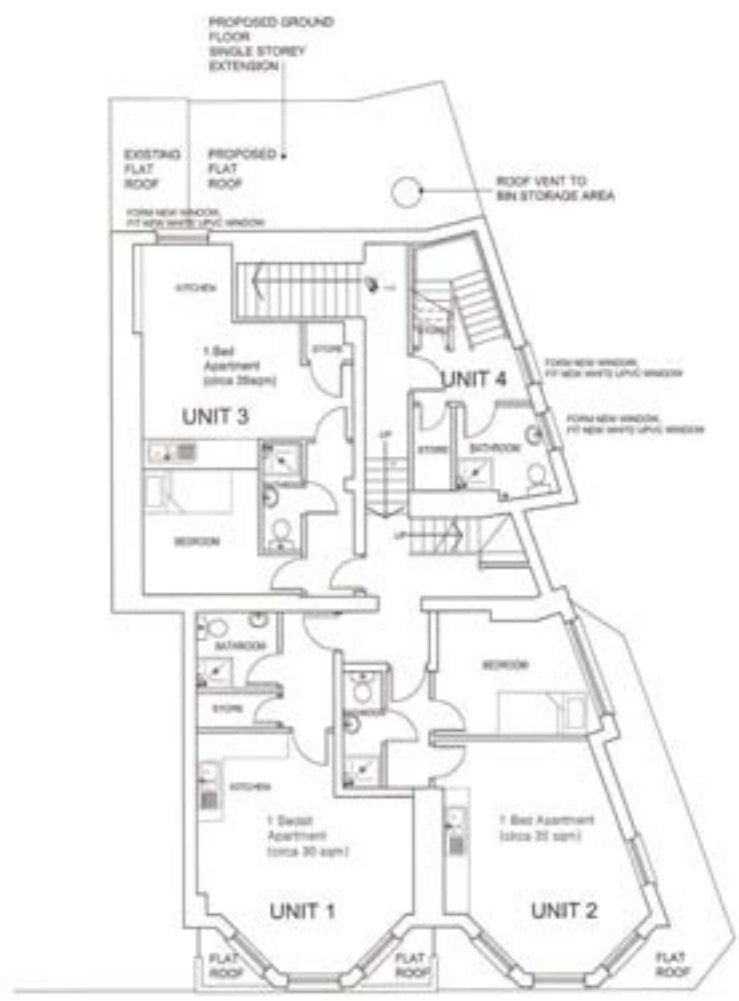 PROPOSED GROUND
FLOOR
SINGLE STOREY
EXTENSION
EXISTING
FLAT
ROOF
PROPOSED
FLAT
ROOF
ROOF VENT TO
BIN STORAGE AREA
FORM NEW WINDOW,
FIT NEW WHITE UPVC WINDOW
KITCHEN
STORE
1 Bed
Apartment
UNIT 3
STORE
UNIT 4
FORM NEW WINDOW,
FIT NEW WHITE UPVC WINDOW
FORM NEW WINDOW,
FIT NEW WHITE UPVC WINDOW
UP
STORE
BATHROOM
BEDROOM
UP
BATHROOM
BEDROOM
STORE
KITCHEN
1 Bedsit
Apartment
(circa 30 sqm)
1 Bed Apartment
(circa 35 sqm)
UNIT 1
UNIT 2
FLAT
ROOF
FLAT
ROOF
FLAT
ROOF